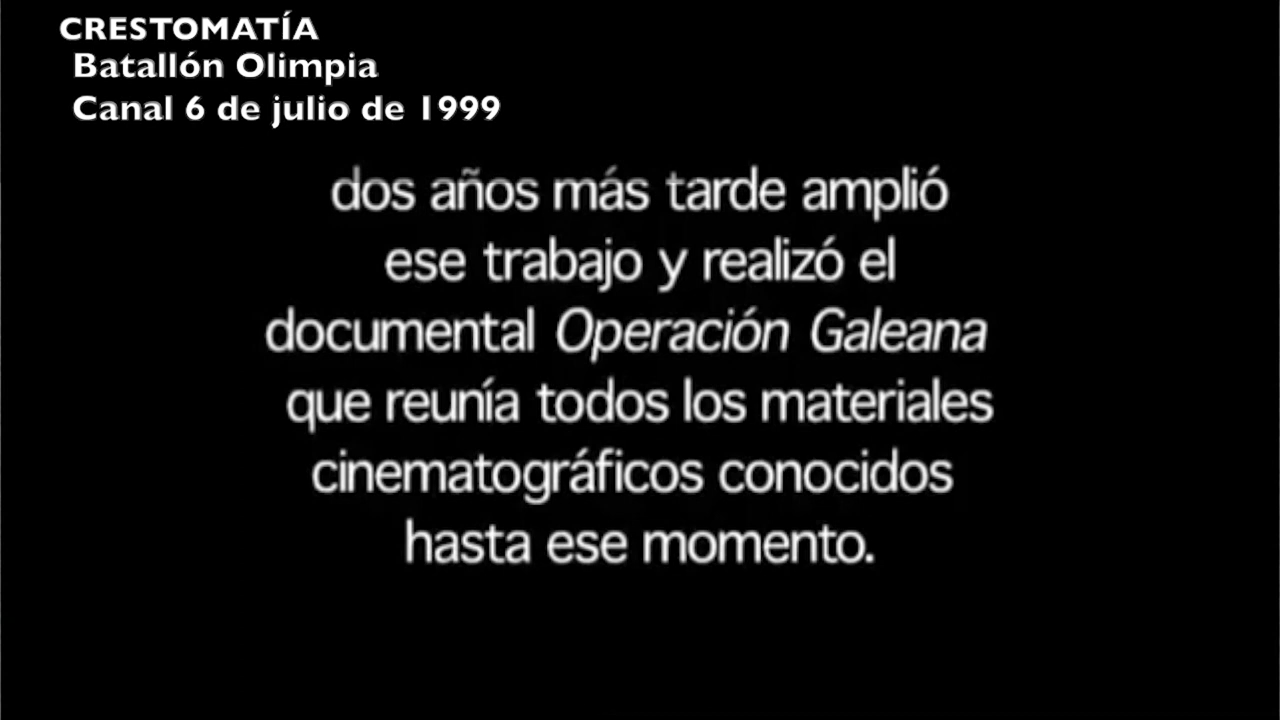 CRESTOMATÍA
Batallón Olimpia
Canal 6 de julio de 1999
dos años más tarde amplió
ese trabajo y realizó el
documental Operación Galeana
que reunía todos los materiales
cinematográficos conocidos
hasta ese momento.